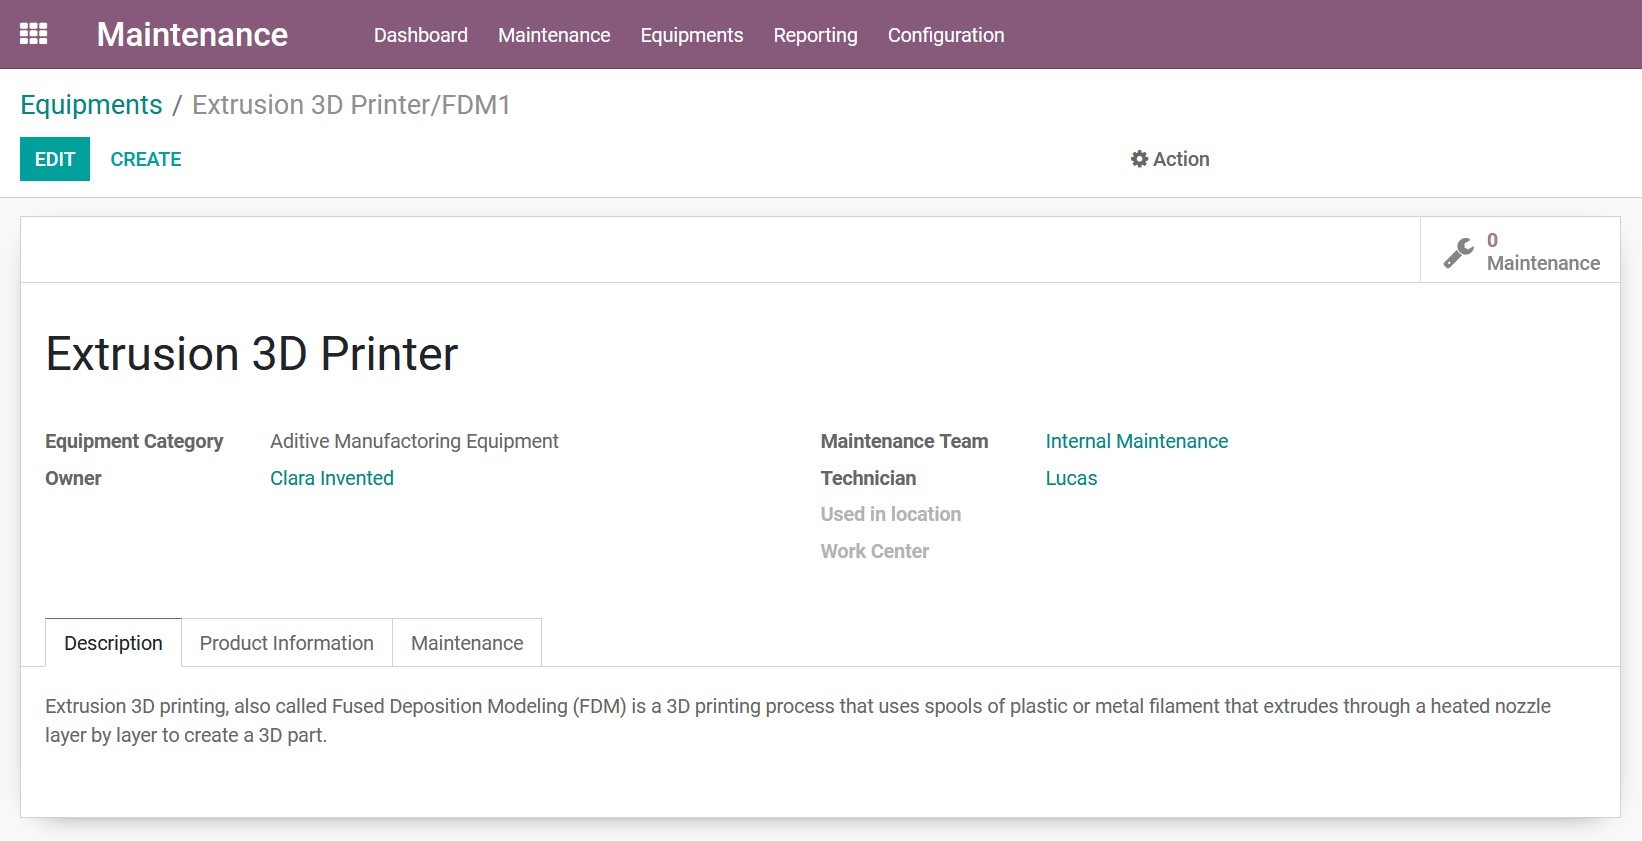 Maintenance Dashboard Maintenance Equipments Reporting Configuration
Equipments / Extrusion 3D Printer/FDM1
EDIT CREATE Action
0
Maintenance
Extrusion 3D Printer
Equipment Category Aditive Manufactoring Equipment
Owner Clara Invented
Maintenance Team Internal Maintenance
Technician Lucas
Used in location
Work Center
Description Product Information Maintenance
Extrusion 3D printing, also called Fused Deposition Modeling (FDM) is a 3D printing process that uses spools of plastic or metal filament that extrudes through a heated nozzle
layer by layer to create a 3D part.